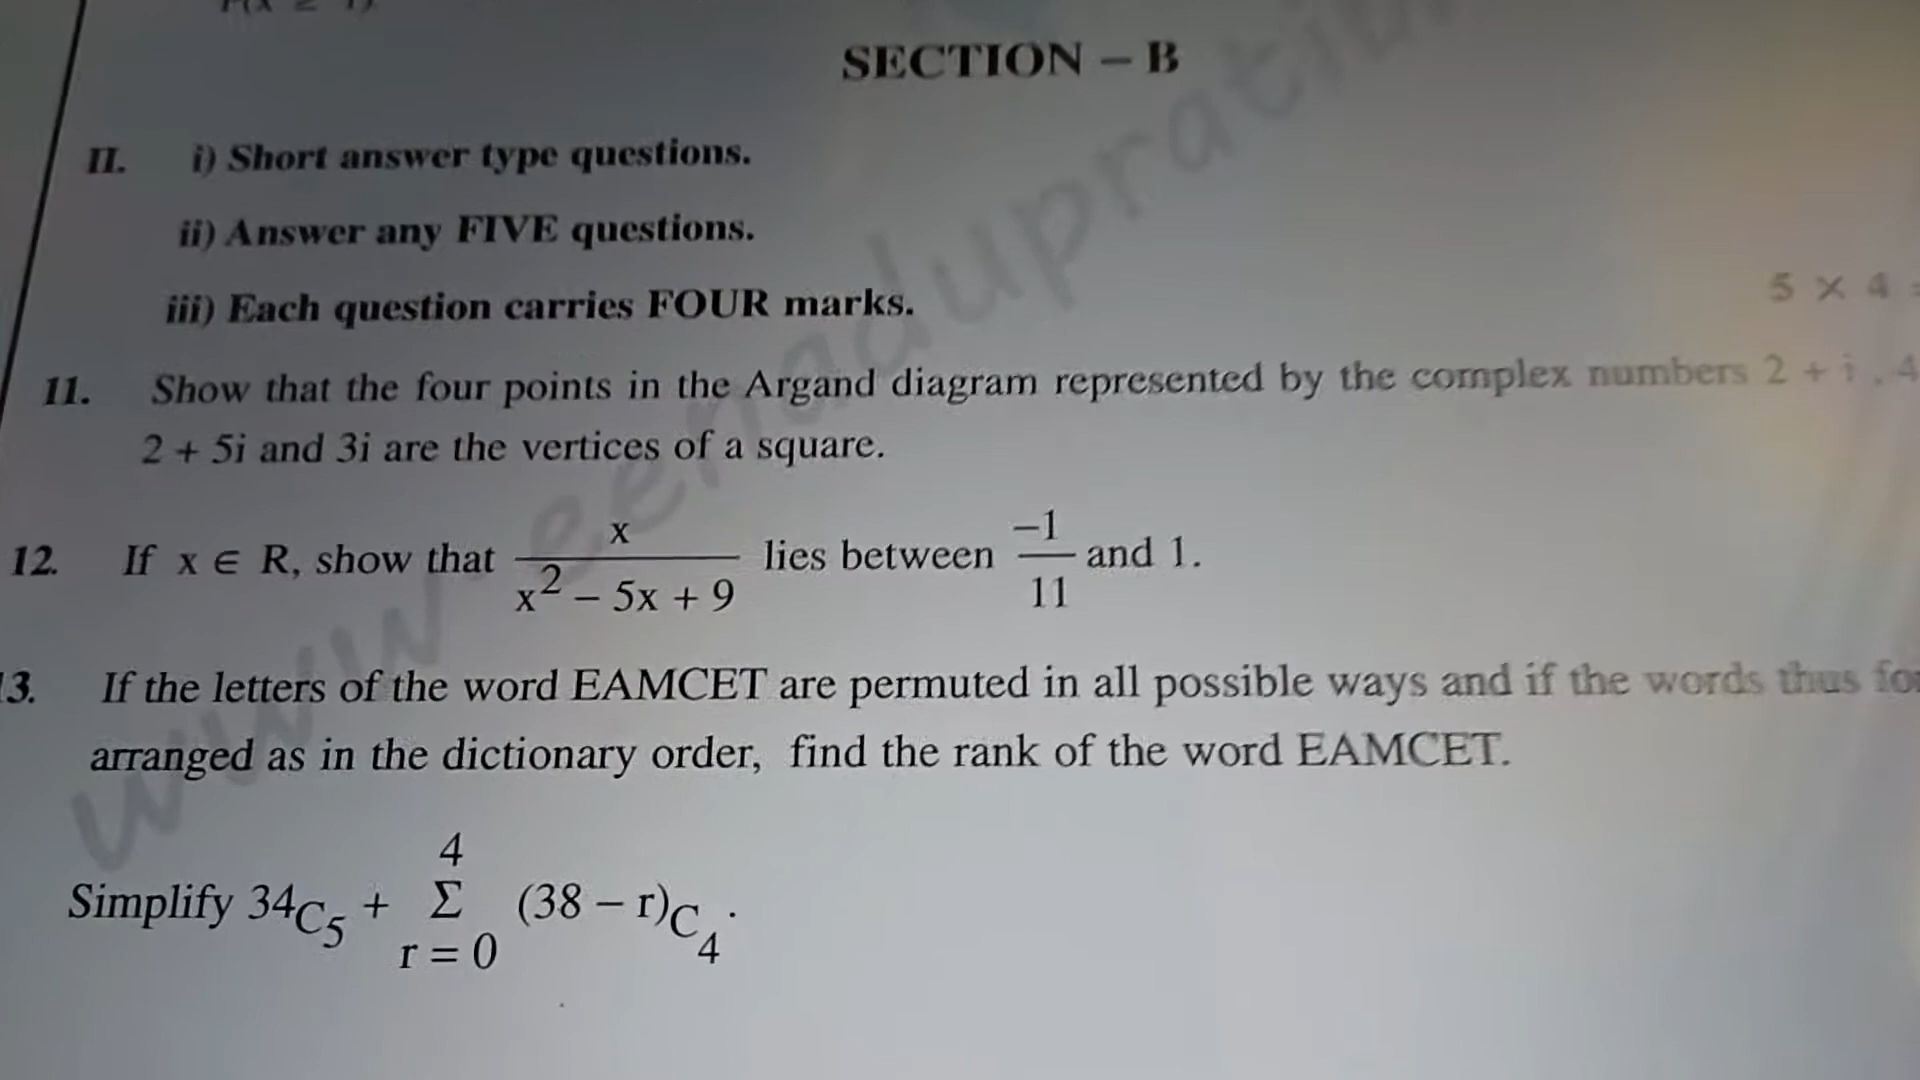 SECTION – B
II. i) Short answer type questions.
ii) Answer any FIVE questions.
iii) Each question carries FOUR marks.
5 × 4
11. Show that the four points in the Argand diagram represented by the complex numbers 2 + i, 4
2 + 5i and 3i are the vertices of a square.
12. If x ∈ R, show that x / (x² – 5x + 9) lies between –1/11 and 1.
13. If the letters of the word EAMCET are permuted in all possible ways and if the words thus
arranged as in the dictionary order, find the rank of the word EAMCET.
Simplify 34C₅ + Σ (r = 0 to 4) (38 – r)C₄.
www.eenadupratib